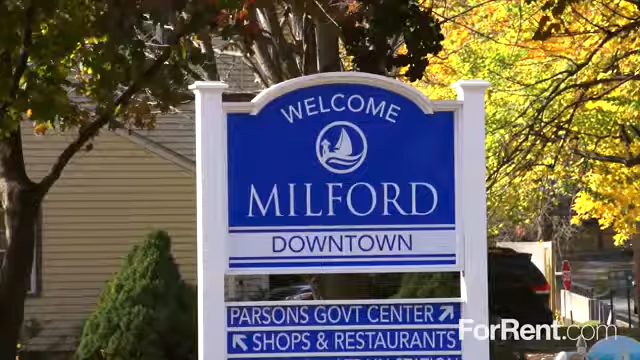 WELCOME
MILFORD
DOWNTOWN
PARSONS GOVT CENTER ↗
↖ SHOPS & RESTAURANTS
ForRent.com